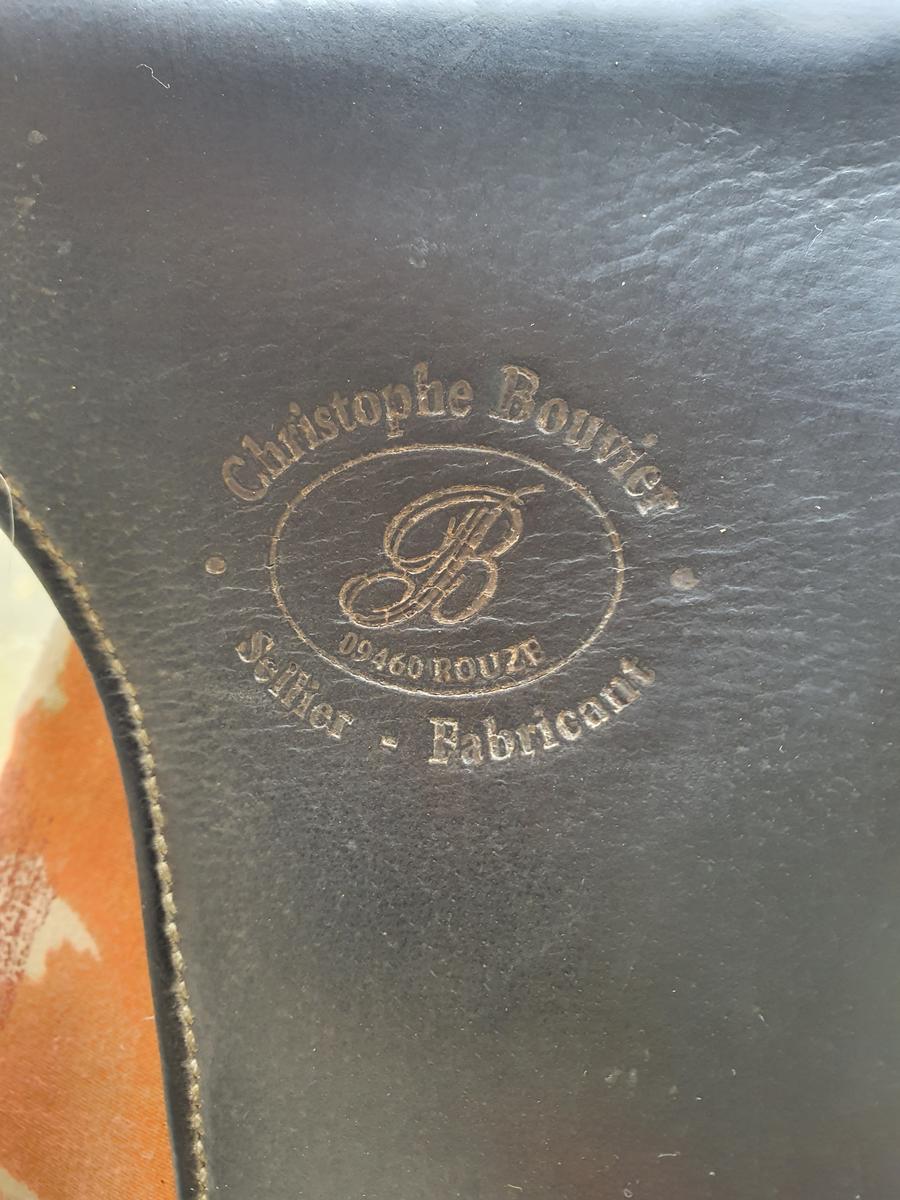 Christophe Bouvier
B
09460 ROUZE
Sellier - Fabricant